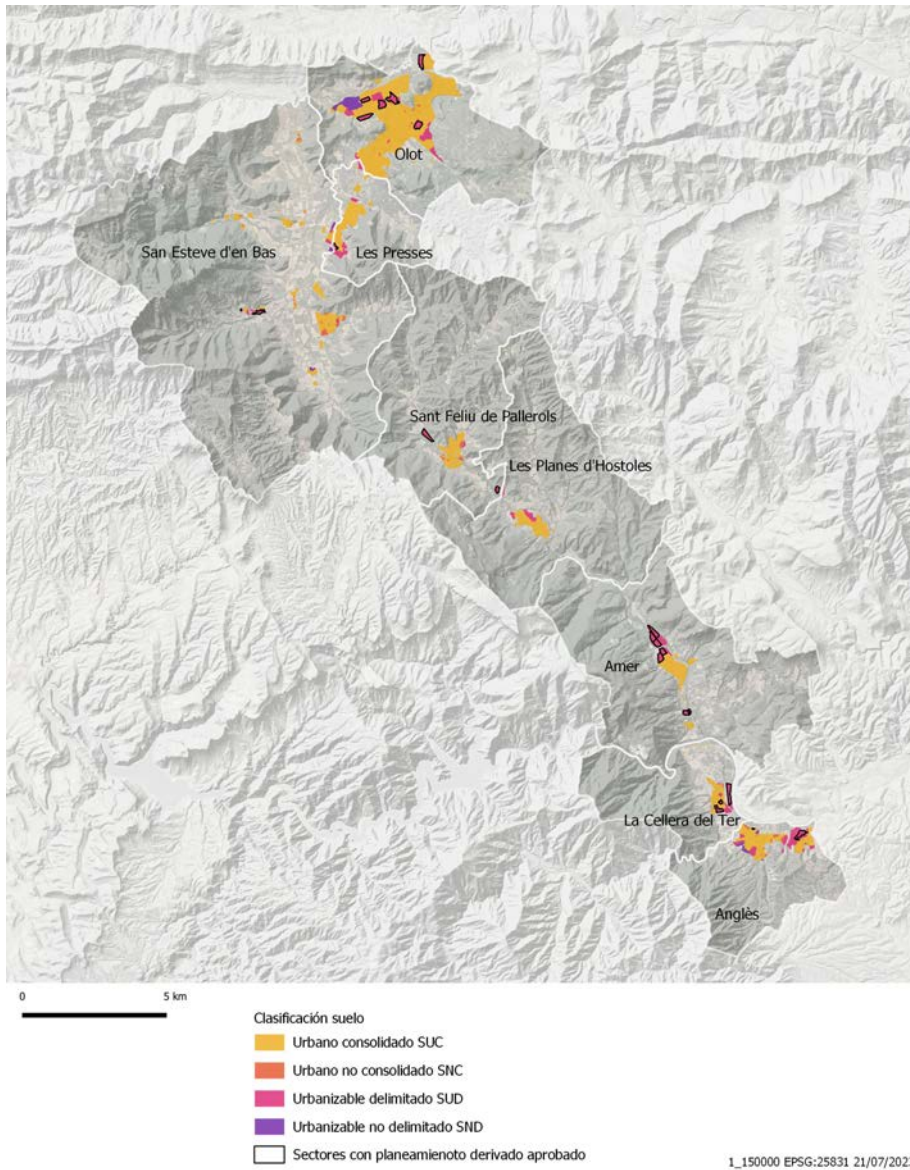 Olot
San Esteve d'en Bas
Les Presses
Sant Feliu de Pallerols
Les Planes d'Hostoles
Amer
La Cellera del Ter
Anglès
0 5 km
Clasificación suelo
Urbano consolidado SUC
Urbano no consolidado SNC
Urbanizable delimitado SUD
Urbanizable no delimitado SND
Sectores con planeamienoto derivado aprobado
1_150000 EPSG:25831 21/07/202